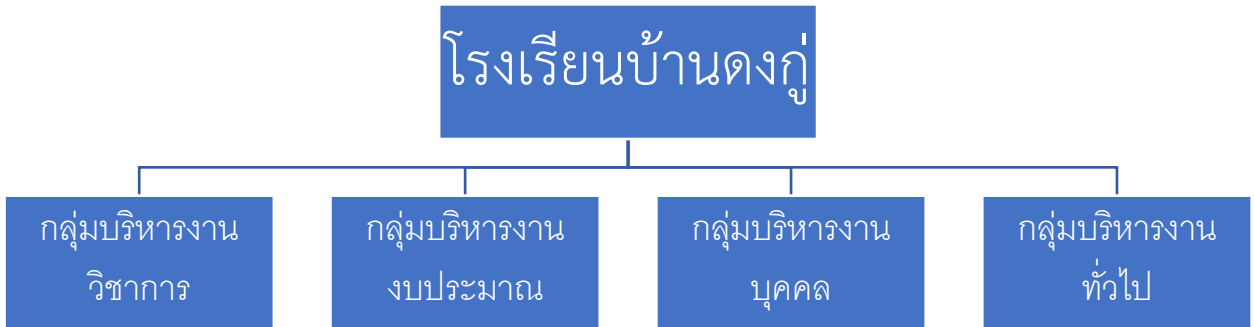 โรงเรียนบ้านดงกู่
กลุ่มบริหารงาน
วิชาการ
กลุ่มบริหารงาน
งบประมาณ
กลุ่มบริหารงาน
บุคคล
กลุ่มบริหารงาน
ทั่วไป